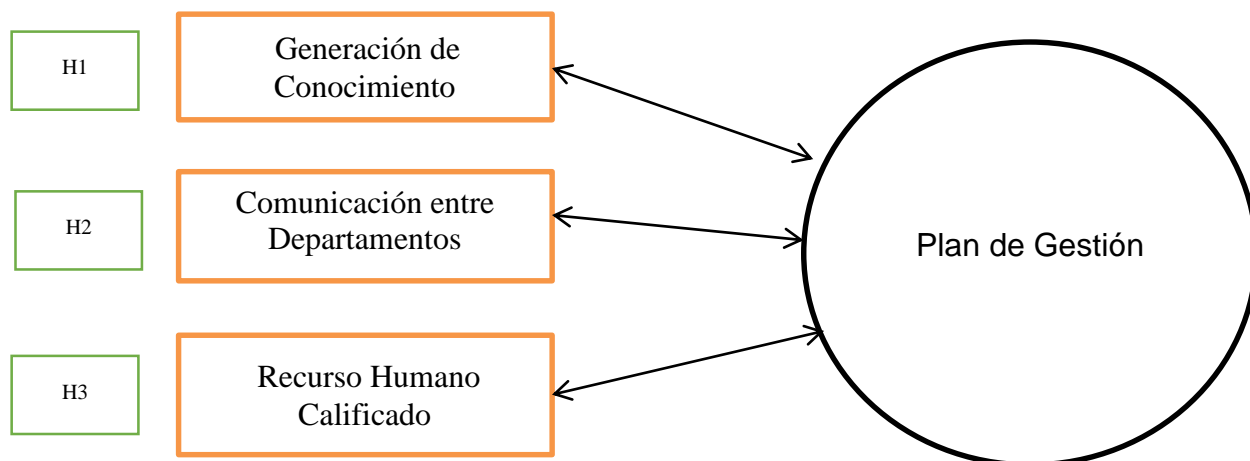 H1
Generación de
Conocimiento
H2
Comunicación entre
Departamentos
Plan de Gestión
H3
Recurso Humano
Calificado